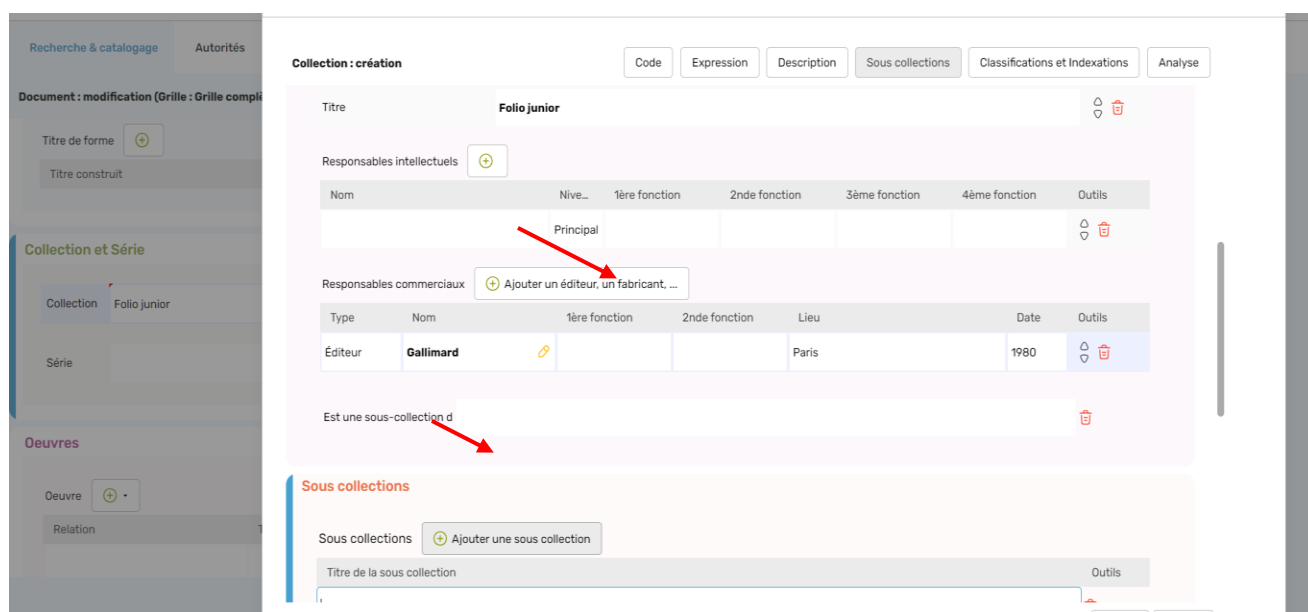 Recherche & catalogage Autorités
Collection : création Code Expression Description Sous collections Classifications et Indexations Analyse
Document : modification (Grille : Grille complè
Titre Folio junior
Titre de forme
Responsables intellectuels
Titre construit
Nom Nive... 1ère fonction 2nde fonction 3ème fonction 4ème fonction Outils
Principal
Collection et Série
Responsables commerciaux Ajouter un éditeur, un fabricant, ...
Collection Folio junior
Type Nom 1ère fonction 2nde fonction Lieu Date Outils
Éditeur Gallimard Paris 1980
Série
Est une sous-collection d
Oeuvres
Sous collections
Oeuvre
Relation
Sous collections Ajouter une sous collection
Titre de la sous collection Outils